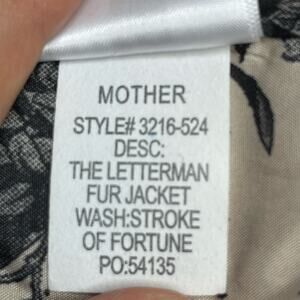 MOTHER
STYLE# 3216-524
DESC:
THE LETTERMAN
FUR JACKET
WASH:STROKE
OF FORTUNE
PO:54135